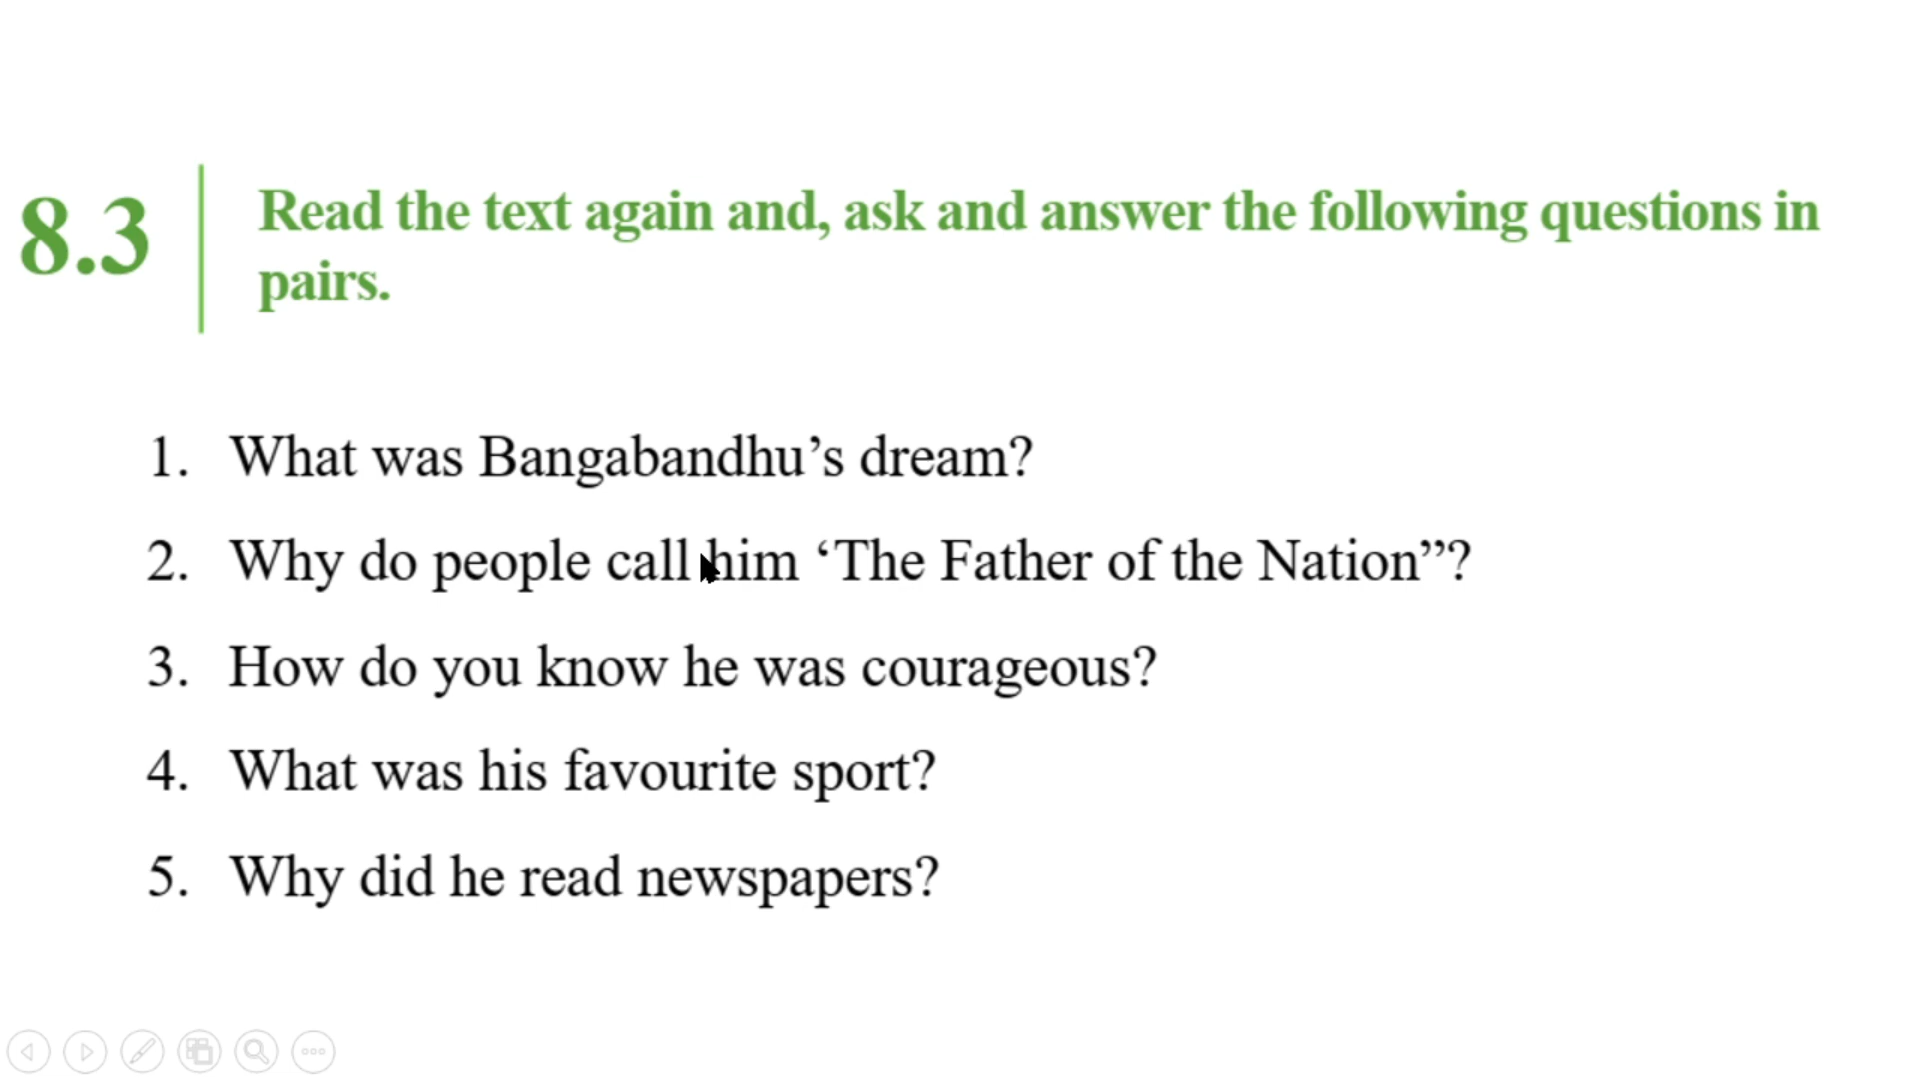 8.3
Read the text again and, ask and answer the following questions in
pairs.
1. What was Bangabandhu’s dream?
2. Why do people call him ‘The Father of the Nation”?
3. How do you know he was courageous?
4. What was his favourite sport?
5. Why did he read newspapers?